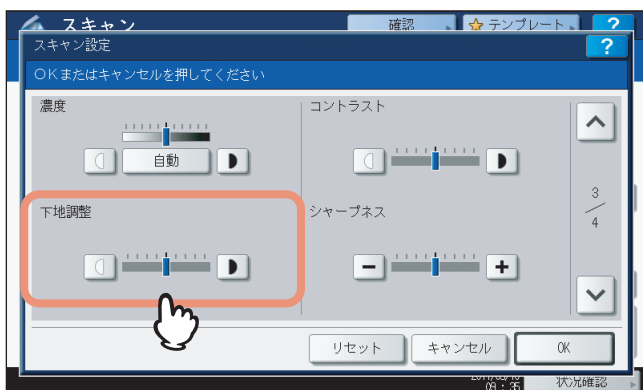 スキャン
確認
テンプレート
?
スキャン設定
?
OKまたはキャンセルを押してください
濃度
自動
コントラスト
下地調整
シャープネス
3
4
リセット
キャンセル
OK
09 : 35
状況確認